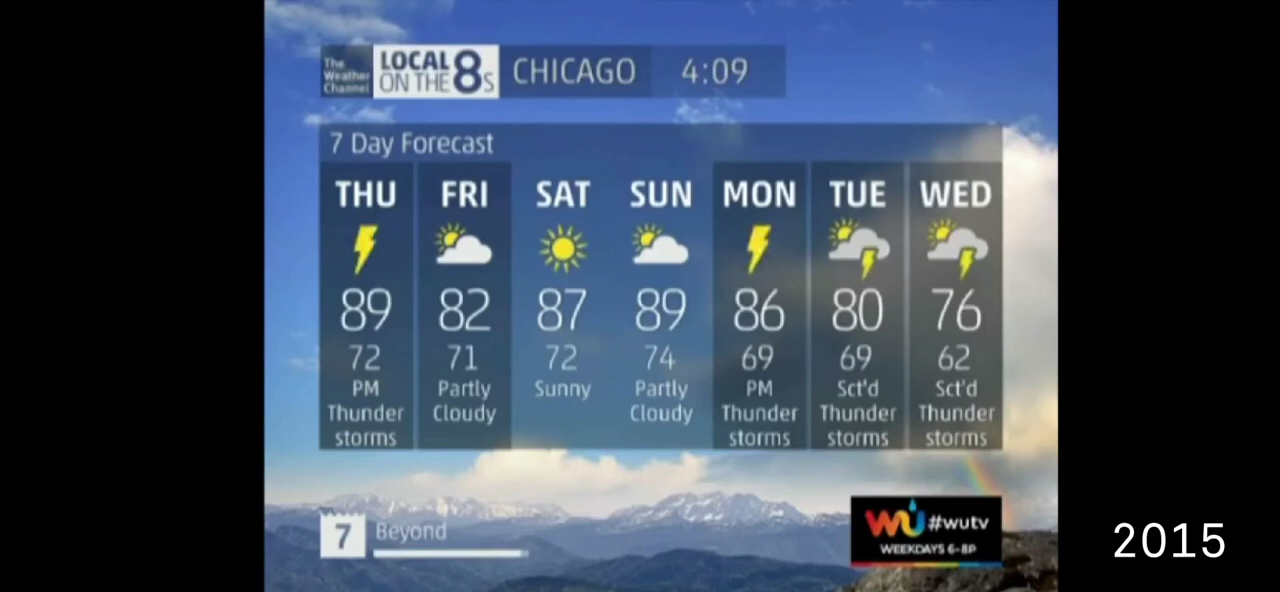 The Weather Channel
LOCAL ON THE 8s
CHICAGO
4:09
7 Day Forecast
THU FRI SAT SUN MON TUE WED
89 82 87 89 86 80 76
72 71 72 74 69 69 62
PM Thunder storms
Partly Cloudy
Sunny
Partly Cloudy
PM Thunder storms
Sct'd Thunder storms
Sct'd Thunder storms
7
Beyond
WU #wutv
WEEKDAYS 6-8P
2015